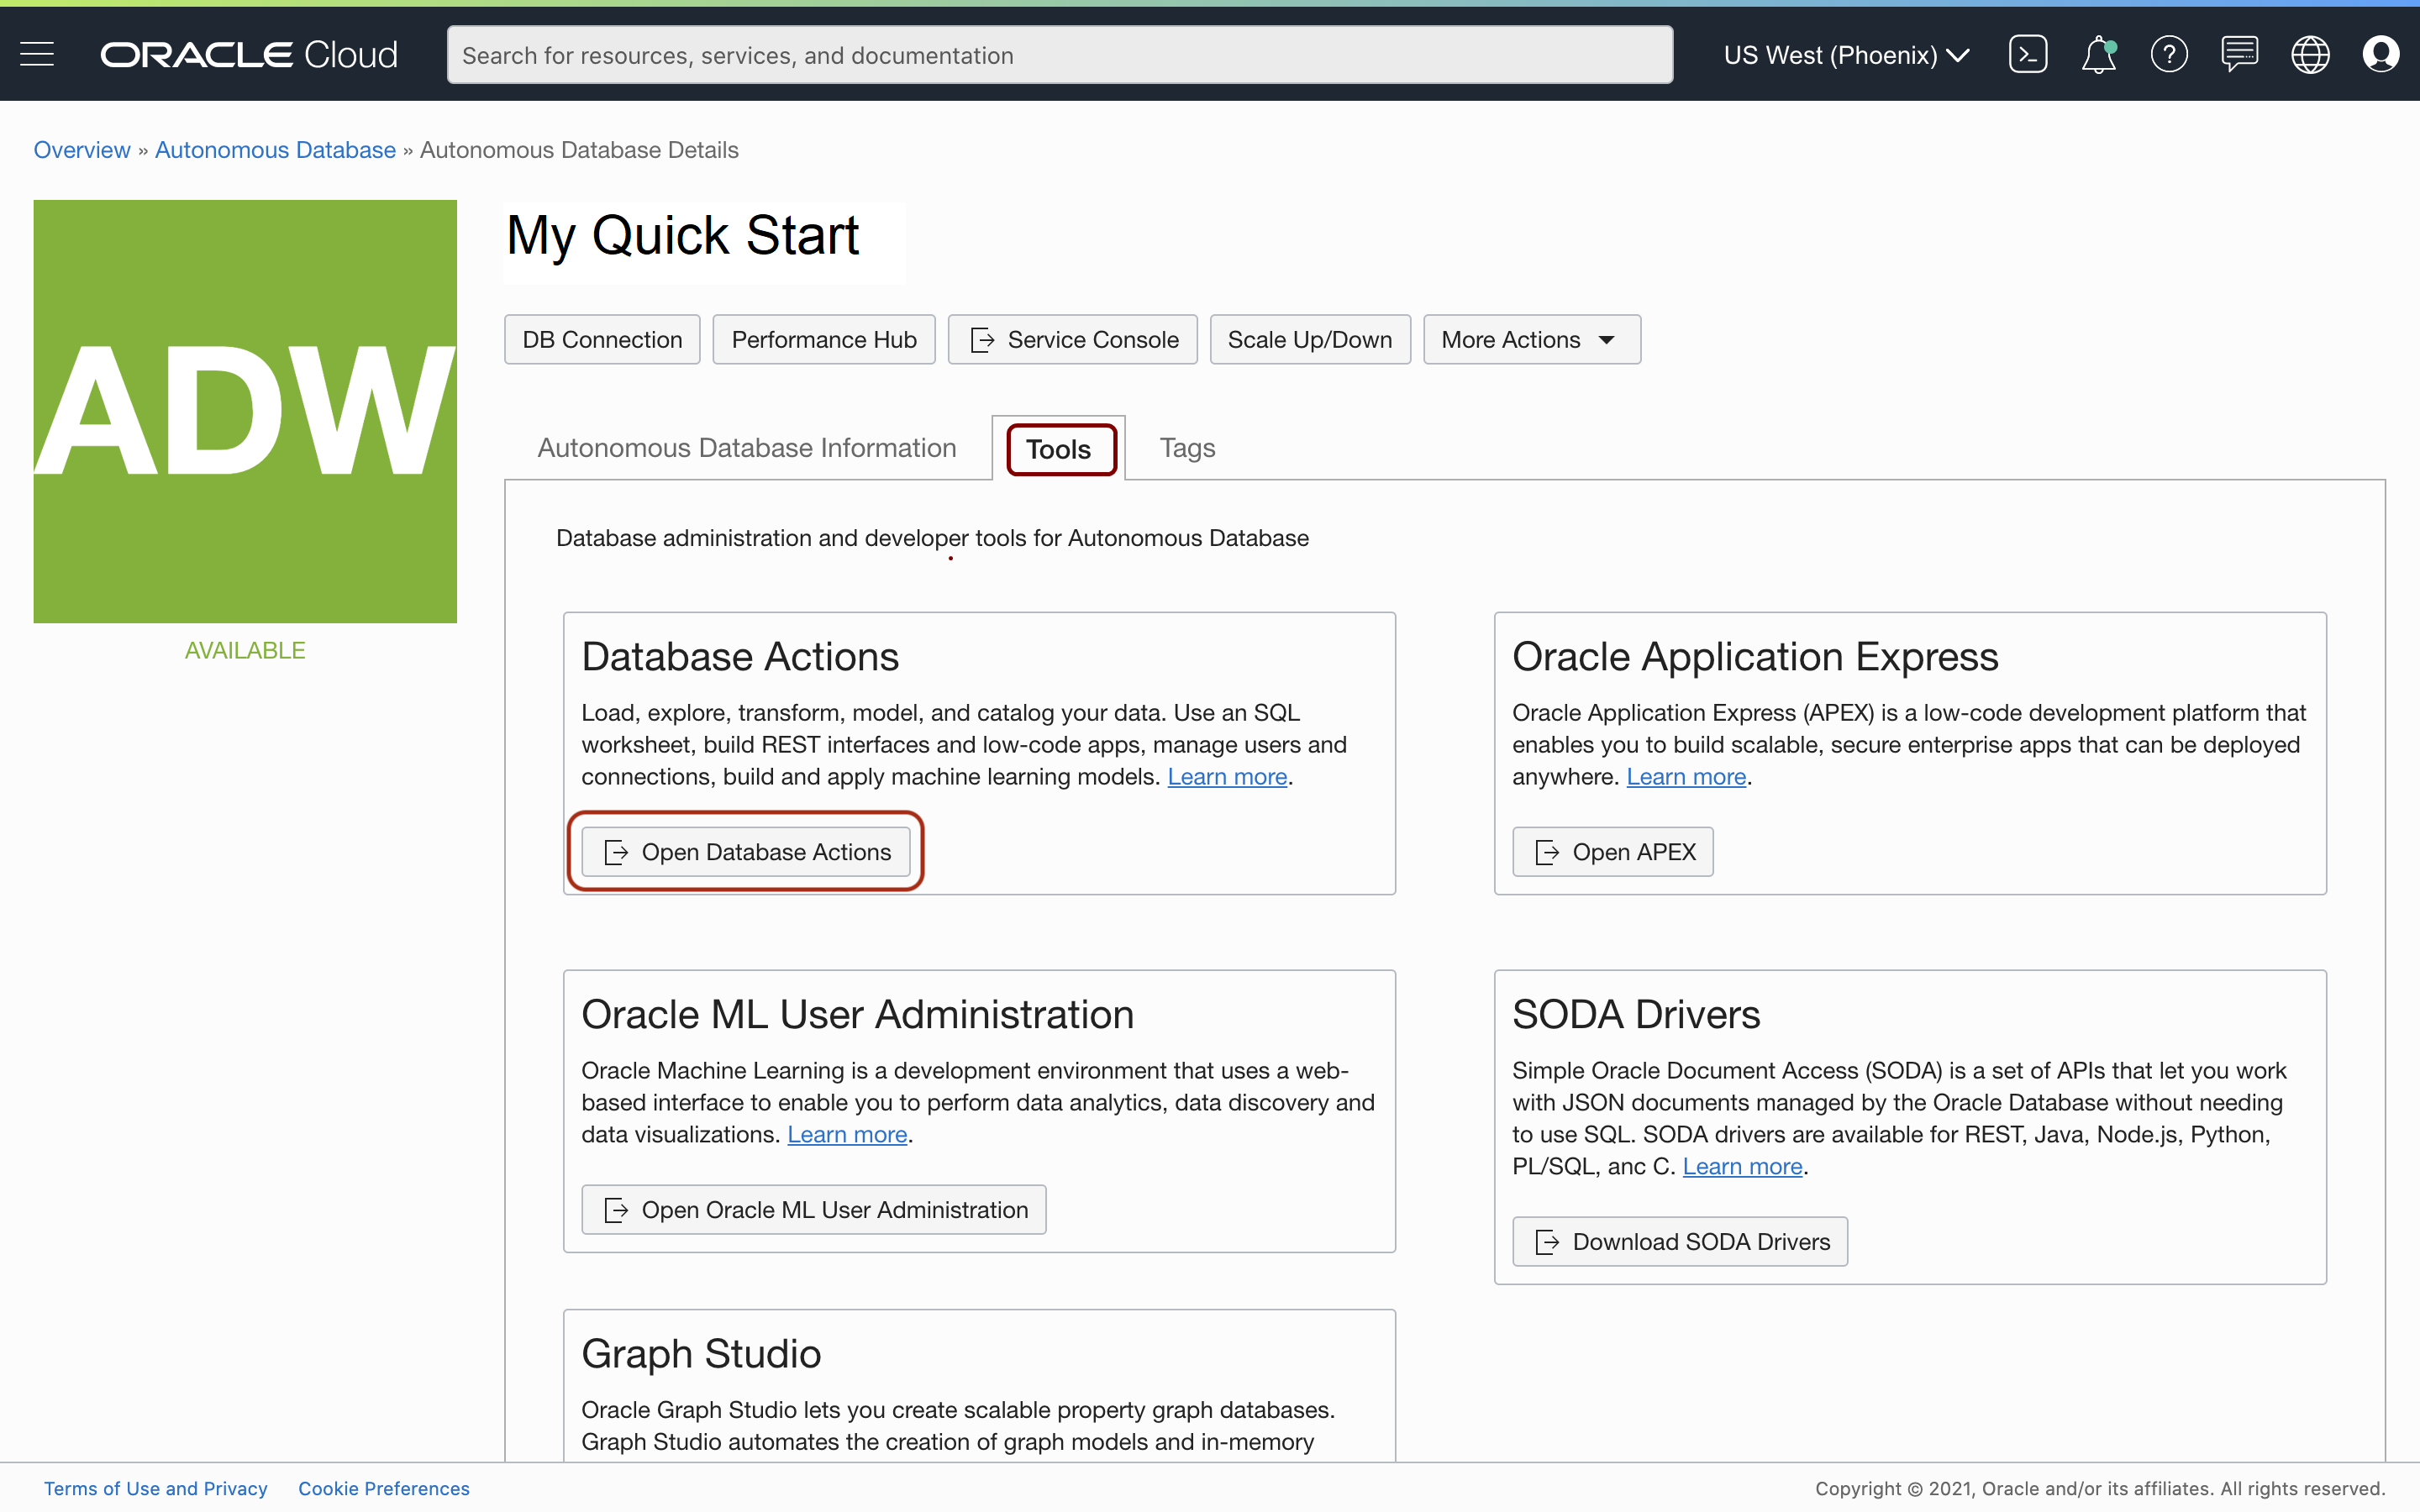 ORACLE Cloud
Search for resources, services, and documentation
US West (Phoenix)
Overview » Autonomous Database » Autonomous Database Details
ADW
AVAILABLE
My Quick Start
DB Connection
Performance Hub
Service Console
Scale Up/Down
More Actions
Autonomous Database Information
Tools
Tags
Database administration and developer tools for Autonomous Database
Database Actions
Load, explore, transform, model, and catalog your data. Use an SQL
worksheet, build REST interfaces and low-code apps, manage users and
connections, build and apply machine learning models. Learn more.
Open Database Actions
Oracle Application Express
Oracle Application Express (APEX) is a low-code development platform that
enables you to build scalable, secure enterprise apps that can be deployed
anywhere. Learn more.
Open APEX
Oracle ML User Administration
Oracle Machine Learning is a development environment that uses a web-
based interface to enable you to perform data analytics, data discovery and
data visualizations. Learn more.
Open Oracle ML User Administration
SODA Drivers
Simple Oracle Document Access (SODA) is a set of APIs that let you work
with JSON documents managed by the Oracle Database without needing
to use SQL. SODA drivers are available for REST, Java, Node.js, Python,
PL/SQL, anc C. Learn more.
Download SODA Drivers
Graph Studio
Oracle Graph Studio lets you create scalable property graph databases.
Graph Studio automates the creation of graph models and in-memory
Terms of Use and Privacy
Cookie Preferences
Copyright © 2021, Oracle and/or its affiliates. All rights reserved.